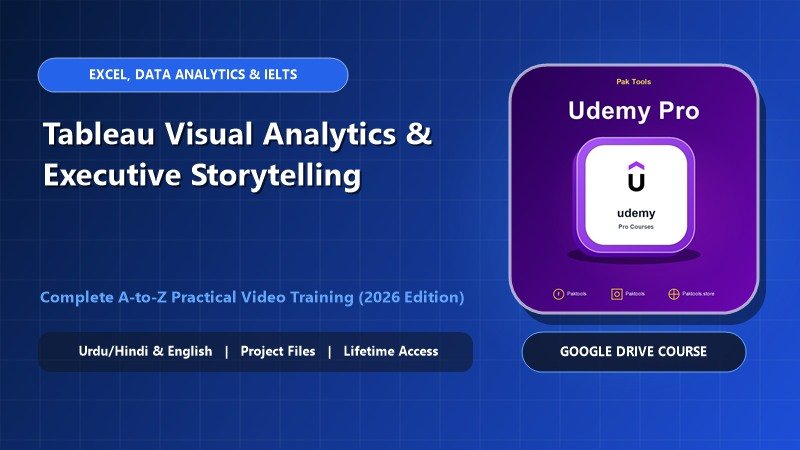 EXCEL, DATA ANALYTICS & IELTS
Tableau Visual Analytics &
Executive Storytelling
Complete A-to-Z Practical Video Training (2026 Edition)
Urdu/Hindi & English | Project Files | Lifetime Access
Pak Tools
Udemy Pro
udemy
Pro Courses
Paktools Paktools Paktools.store
GOOGLE DRIVE COURSE